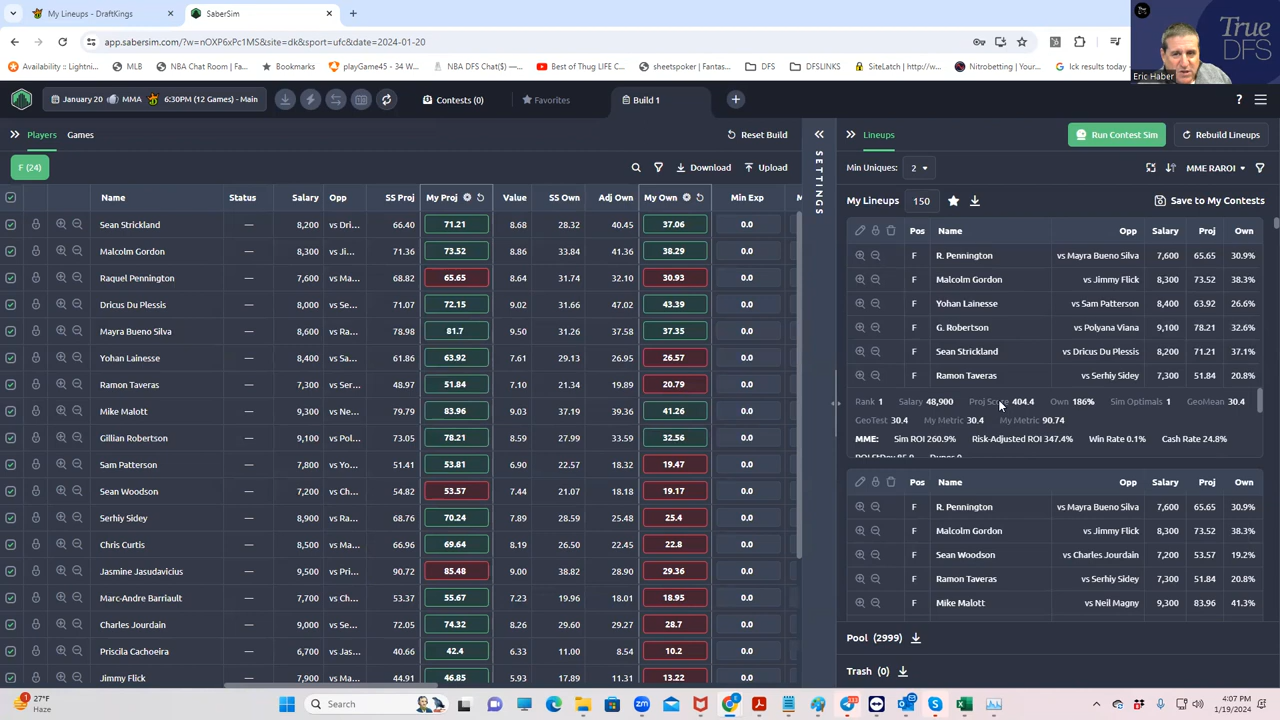 My Lineups - DraftKings
SaberSim
app.sabersim.com/?w=nOXP6xPc1MS&site=dk&sport=ufc&date=2024-01-20
Availability :: Lightni...
MLB
NBA Chat Room | Fa...
playGame45 - 34 W...
NBA DFS Chat | Fant...
Best of Thug LIFE C...
sheetspoker | Fanta...
DFS
DFSLINKS
SiteLatch | http://w...
Nitrobetting | Your...
Ick results today
True
DFS
Eric Haber
January 20 MMA 6:30PM (12 Games) - Main
Contests (0)
Favorites
Build 1
Players Games
Reset Build
SETTINGS
Lineups
Run Contest Sim
Rebuild Lineups
F (24)
Download
Upload
Min Uniques: 2
MME RAROI
My Lineups 150
Save to My Contests
Name Status Salary Opp SS Proj My Proj Value SS Own Adj Own My Own Min Exp
Sean Strickland — 8,200 vs Dri... 66.40 71.21 8.68 28.32 40.45 37.06 0.0
Malcolm Gordon — 8,300 vs Ji... 71.36 73.52 8.86 33.84 41.36 38.29 0.0
Raquel Pennington — 7,600 vs Ma... 68.82 65.65 8.64 31.74 32.10 30.93 0.0
Dricus Du Plessis — 8,000 vs Se... 71.07 72.15 9.02 31.66 47.02 43.39 0.0
Mayra Bueno Silva — 8,600 vs Ra... 78.98 81.7 9.50 31.26 37.58 37.35 0.0
Yohan Lainesse — 8,400 vs Sa... 61.86 63.92 7.61 29.13 26.95 26.57 0.0
Ramon Taveras — 7,300 vs Ser... 48.97 51.84 7.10 21.34 19.89 20.79 0.0
Mike Malott — 9,300 vs Ne... 79.79 83.96 9.03 37.19 39.36 41.26 0.0
Gillian Robertson — 9,100 vs Pol... 73.05 78.21 8.59 33.06 30.62 32.56 0.0
Sam Patterson — 7,800 vs Yo... 51.41 53.81 6.90 22.57 18.32 19.47 0.0
Sean Woodson — 7,200 vs Ch... 54.82 53.57 7.44 21.07 18.18 19.17 0.0
Serhiy Sidey — 8,900 vs Ra... 68.76 70.24 7.89 28.59 25.48 25.4 0.0
Chris Curtis — 8,500 vs Ma... 69.64 69.64 8.19 26.50 22.45 22.8 0.0
Jasmine Jasudavicius — 9,500 vs Pri... 90.72 85.48 9.00 38.82 28.90 29.36 0.0
Marc-Andre Barriault — 7,700 vs Ch... 53.37 55.67 7.23 19.96 18.01 18.95 0.0
Charles Jourdain — 9,000 vs Se... 72.05 74.32 8.26 29.60 29.27 28.7 0.0
Priscila Cachoeira — 6,700 vs Jas... 40.66 42.4 6.33 11.00 8.54 10.2 0.0
Jimmy Flick — 7,900 vs Ma... 44.91 46.85 5.93 17.89 11.31 13.22 0.0
Pos Name Opp Salary Proj Own
F R. Pennington vs Mayra Bueno Silva 7,600 65.65 30.9%
F Malcolm Gordon vs Jimmy Flick 8,300 73.52 38.3%
F Yohan Lainesse vs Sam Patterson 8,400 63.92 26.6%
F G. Robertson vs Polyana Viana 9,100 78.21 32.6%
F Sean Strickland vs Dricus Du Plessis 8,200 71.21 37.1%
F Ramon Taveras vs Serhiy Sidey 7,300 51.84 20.8%
Rank 1 Salary 48,900 Proj Score 404.4 Own 186% Sim Optimals 1 GeoMean 30.4
GeoTest 30.4 My Metric 30.4 My Metric 90.74
MME: Sim ROI 260.9% Risk-Adjusted ROI 347.4% Win Rate 0.1% Cash Rate 24.8%
ROI StDev 85.9 Dupes 0
Pos Name Opp Salary Proj Own
F R. Pennington vs Mayra Bueno Silva 7,600 65.65 30.9%
F Malcolm Gordon vs Jimmy Flick 8,300 73.52 38.3%
F Sean Woodson vs Charles Jourdain 7,200 53.57 19.2%
F Ramon Taveras vs Serhiy Sidey 7,300 51.84 20.8%
F Mike Malott vs Neil Magny 9,300 83.96 41.3%
Pool (2999)
Trash (0)
27°F
Haze
Search
4:07 PM
1/19/2024